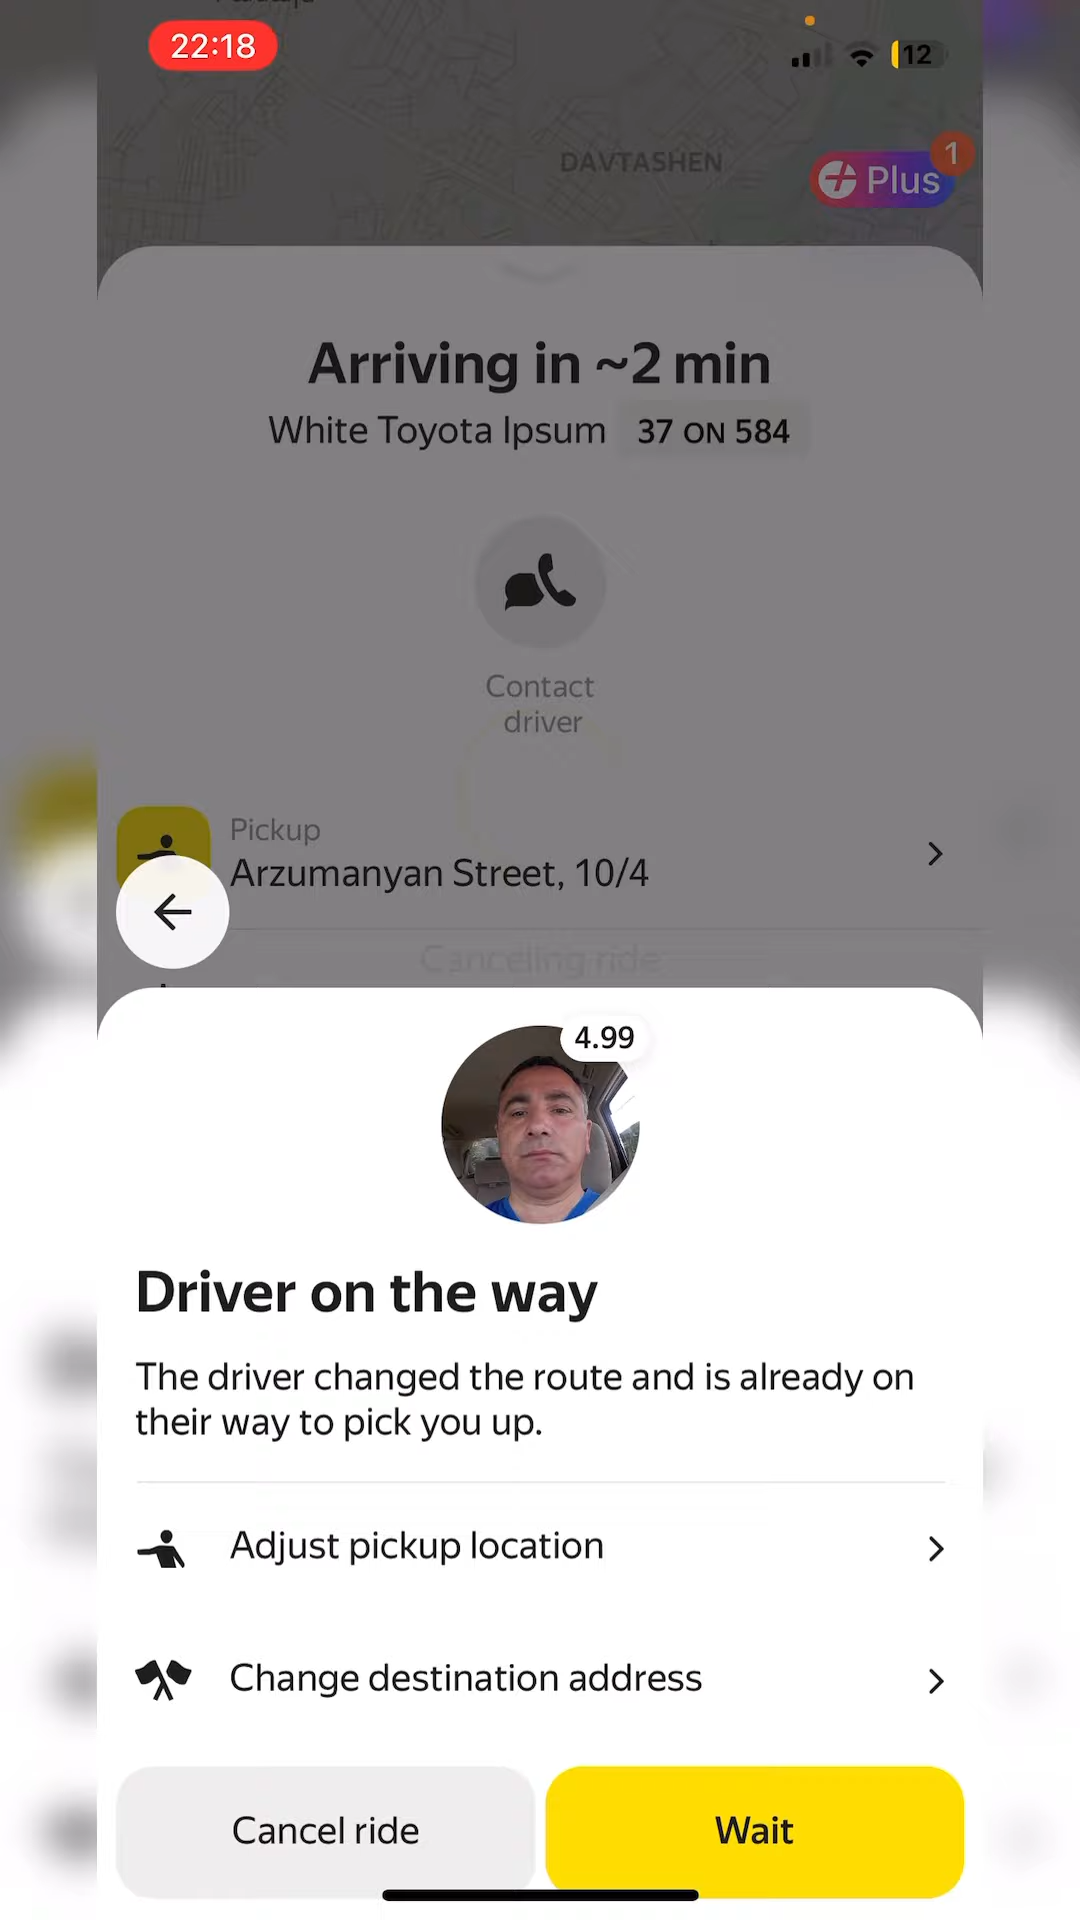 22:18
12
DAVTASHEN
Plus
1
Arriving in ~2 min
White Toyota Ipsum 37 ON 584
Contact
driver
Pickup
Arzumanyan Street, 10/4
Cancelling ride
4.99
Driver on the way
The driver changed the route and is already on
their way to pick you up.
Adjust pickup location
Change destination address
Cancel ride
Wait